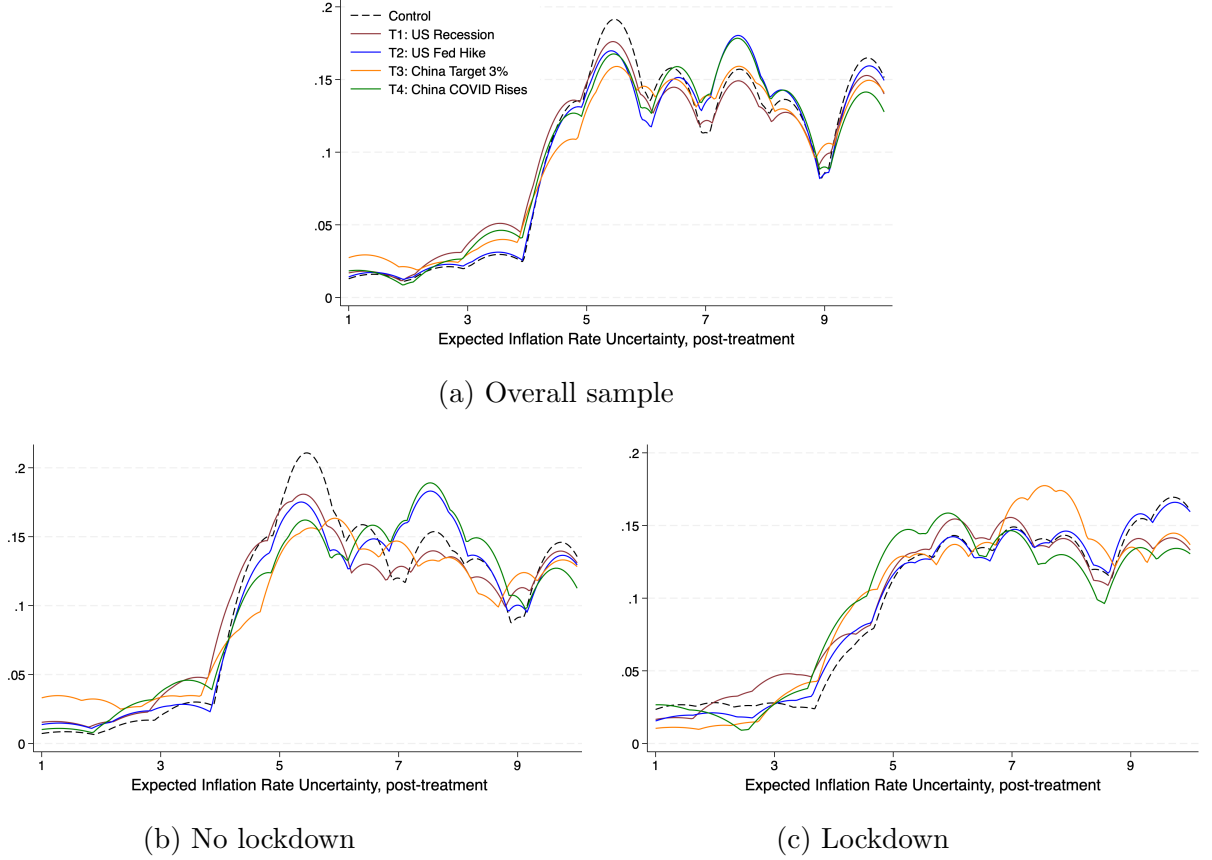 .2
.15
.1
.05
0
Control
T1: US Recession
T2: US Fed Hike
T3: China Target 3%
T4: China COVID Rises
1 3 5 7 9
Expected Inflation Rate Uncertainty, post-treatment
(a) Overall sample
.2
.15
.1
.05
0
1 3 5 7 9
Expected Inflation Rate Uncertainty, post-treatment
(b) No lockdown
.2
.15
.1
.05
0
1 3 5 7 9
Expected Inflation Rate Uncertainty, post-treatment
(c) Lockdown